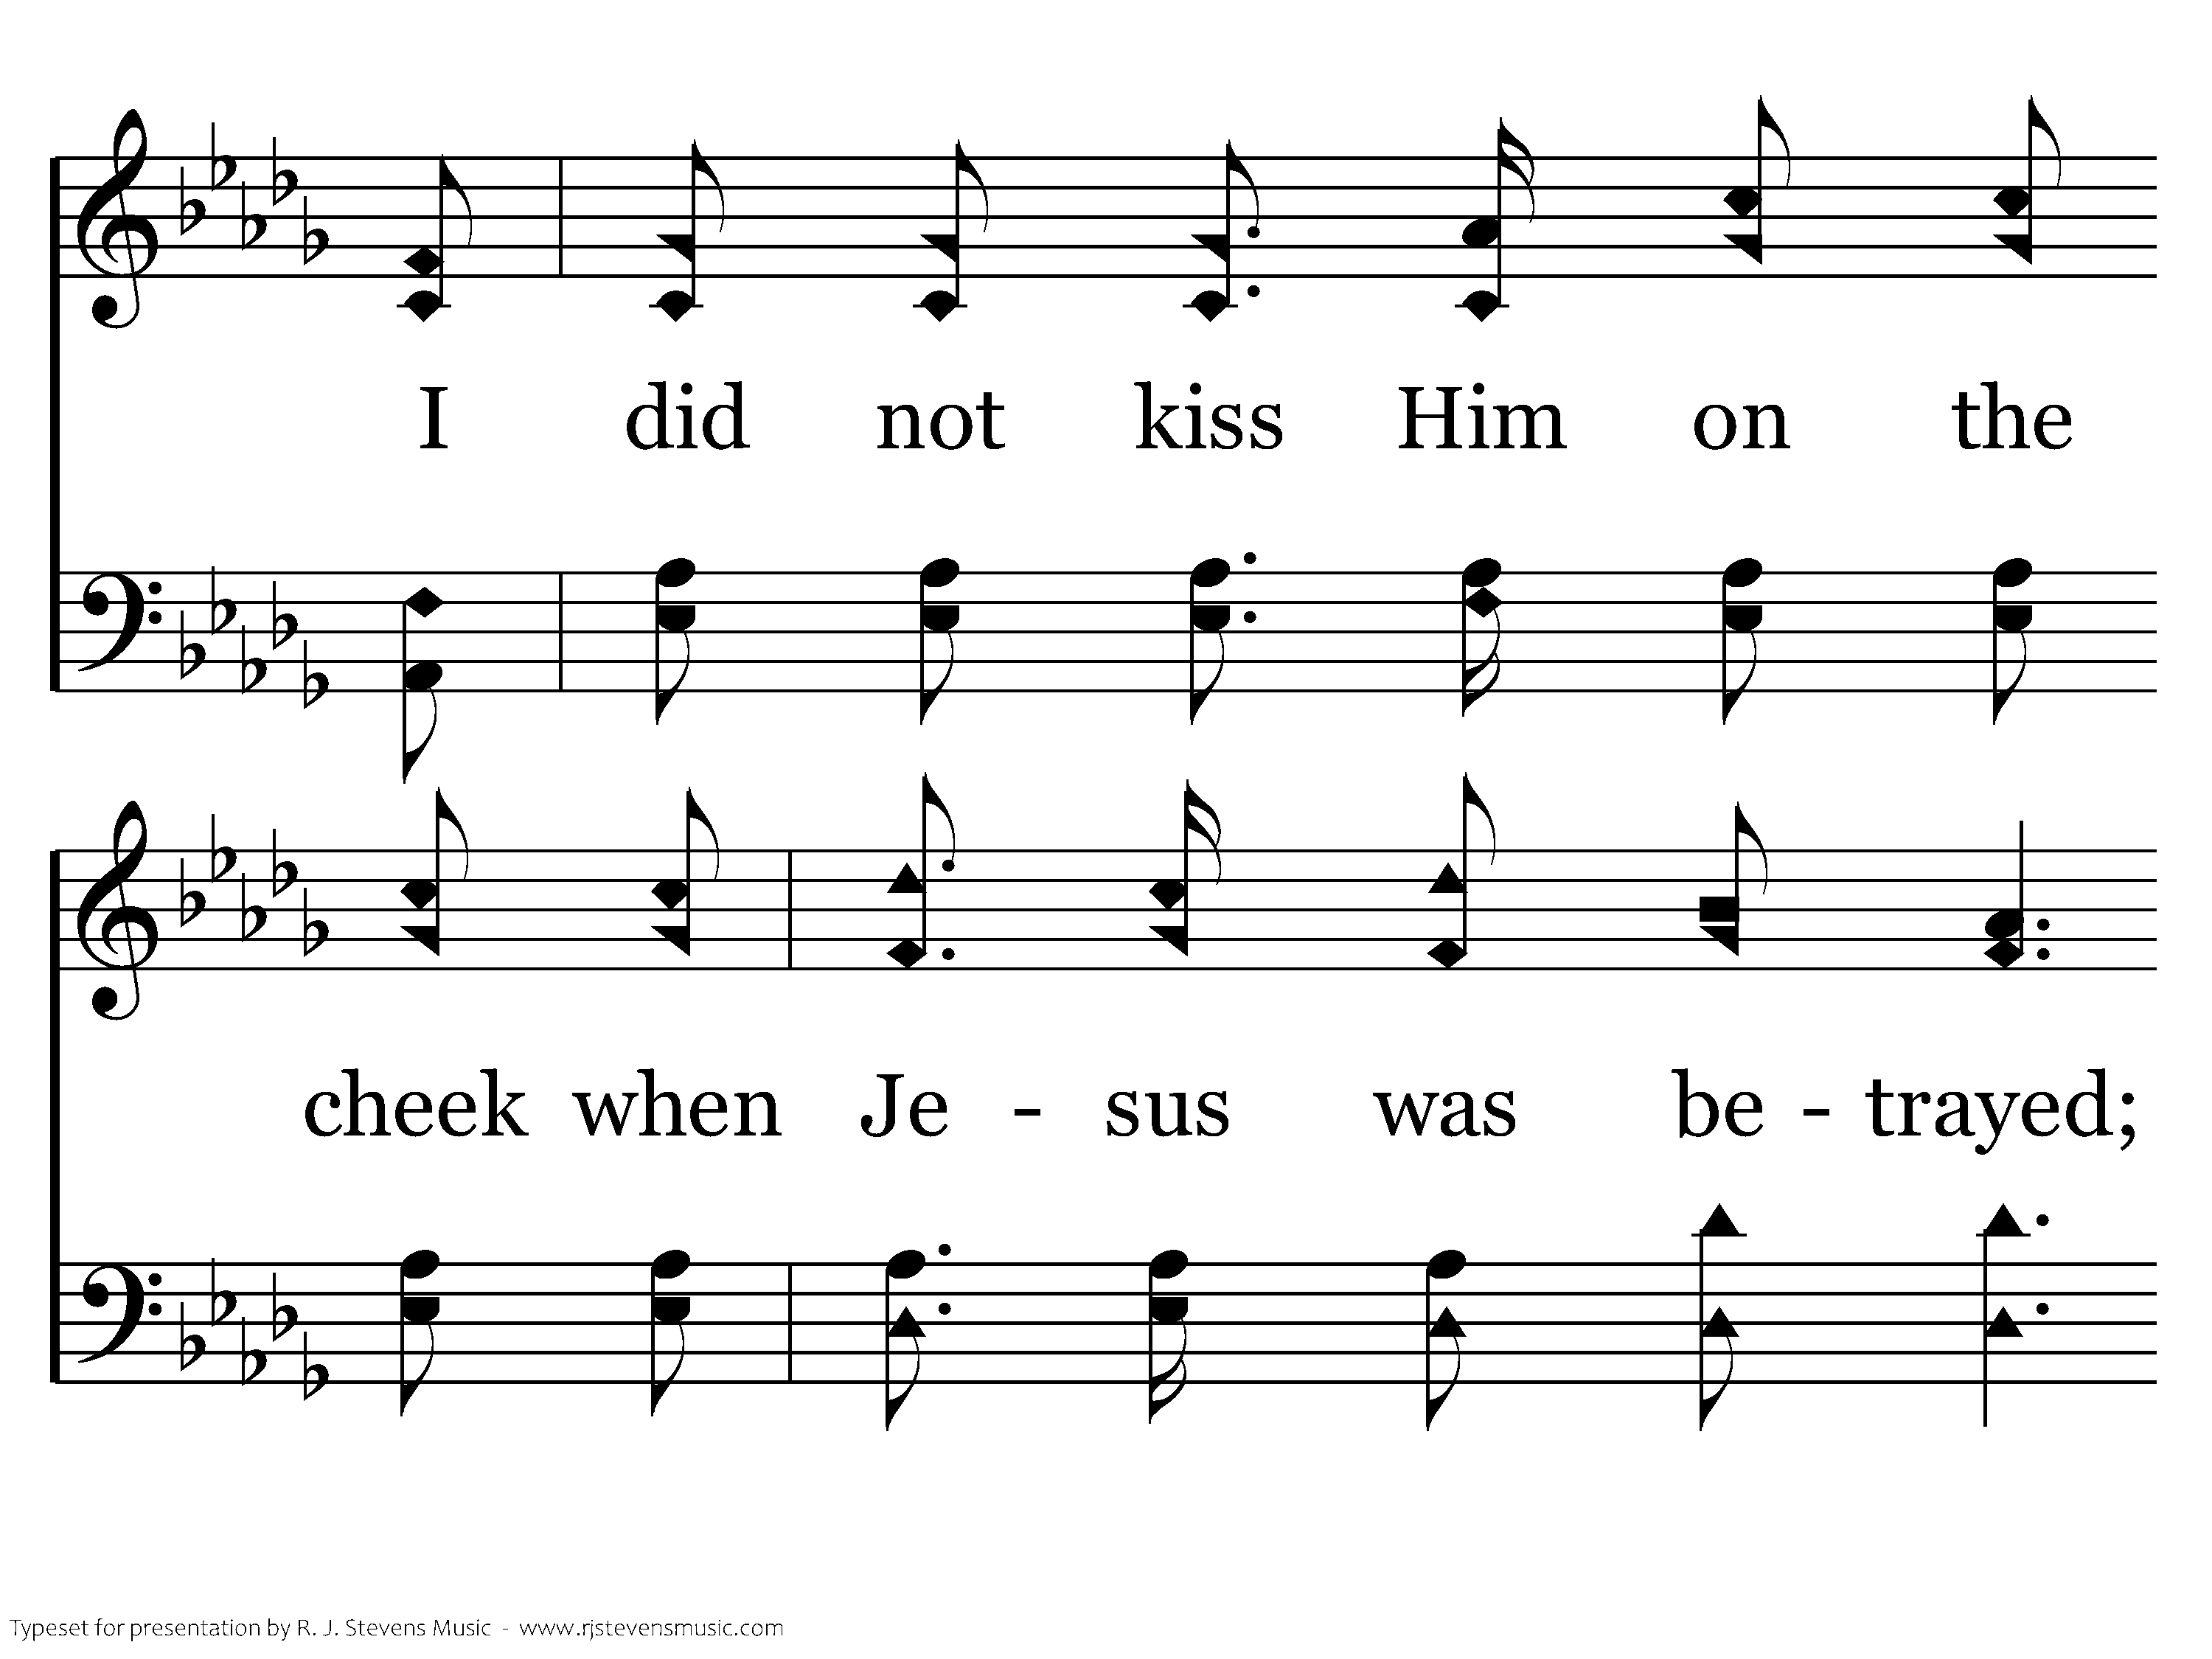 I did not kiss Him on the
cheek when Je - sus was be - trayed;
Typeset for presentation by R. J. Stevens Music - www.rjstevensmusic.com